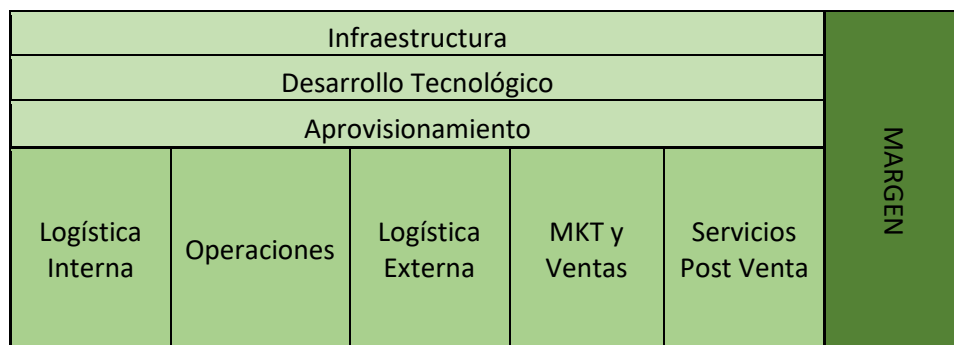 Infraestructura
Desarrollo Tecnológico
Aprovisionamiento
Logística
Interna
Operaciones
Logística
Externa
MKT y
Ventas
Servicios
Post Venta
MARGEN